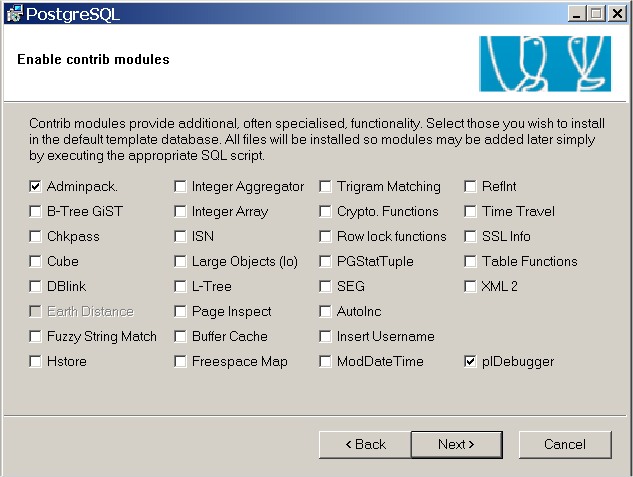 PostgreSQL
Enable contrib modules
Contrib modules provide additional, often specialised, functionality. Select those you wish to install
in the default template database. All files will be installed so modules may be added later simply
by executing the appropriate SQL script.
Adminpack. Integer Aggregator Trigram Matching RefInt
B-Tree GiST Integer Array Crypto. Functions Time Travel
Chkpass ISN Row lock functions SSL Info
Cube Large Objects (lo) PGStatTuple Table Functions
DBlink L-Tree SEG XML 2
Earth Distance Page Inspect AutoInc
Fuzzy String Match Buffer Cache Insert Username
Hstore Freespace Map ModDateTime plDebugger
< Back Next > Cancel